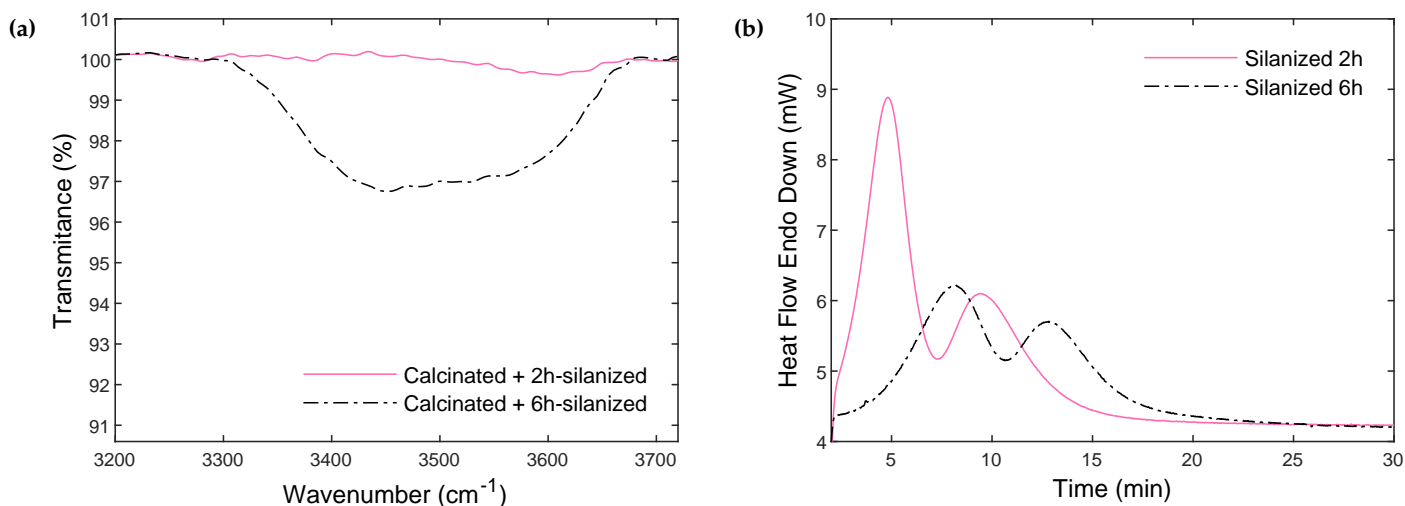 (a)
101
100
99
98
97
96
95
94
93
92
91
Transmitance (%)
Calcinated + 2h-silanized
Calcinated + 6h-silanized
3200 3300 3400 3500 3600 3700
Wavenumber (cm-1)
(b)
10
9
8
7
6
5
4
Heat Flow Endo Down (mW)
Silanized 2h
Silanized 6h
5 10 15 20 25 30
Time (min)